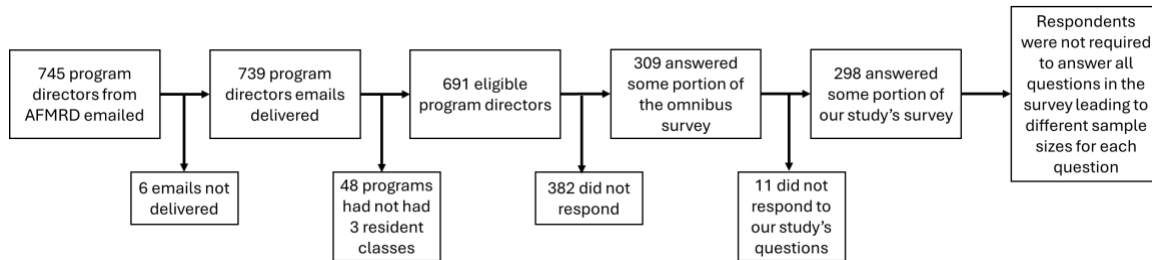 745 program
directors from
AFMRD emailed
739 program
directors emails
delivered
691 eligible
program directors
309 answered
some portion of
the omnibus
survey
298 answered
some portion of
our study's survey
Respondents
were not required
to answer all
questions in the
survey leading to
different sample
sizes for each
question
6 emails not
delivered
48 programs
had not had
3 resident
classes
382 did not
respond
11 did not
respond to
our study's
questions